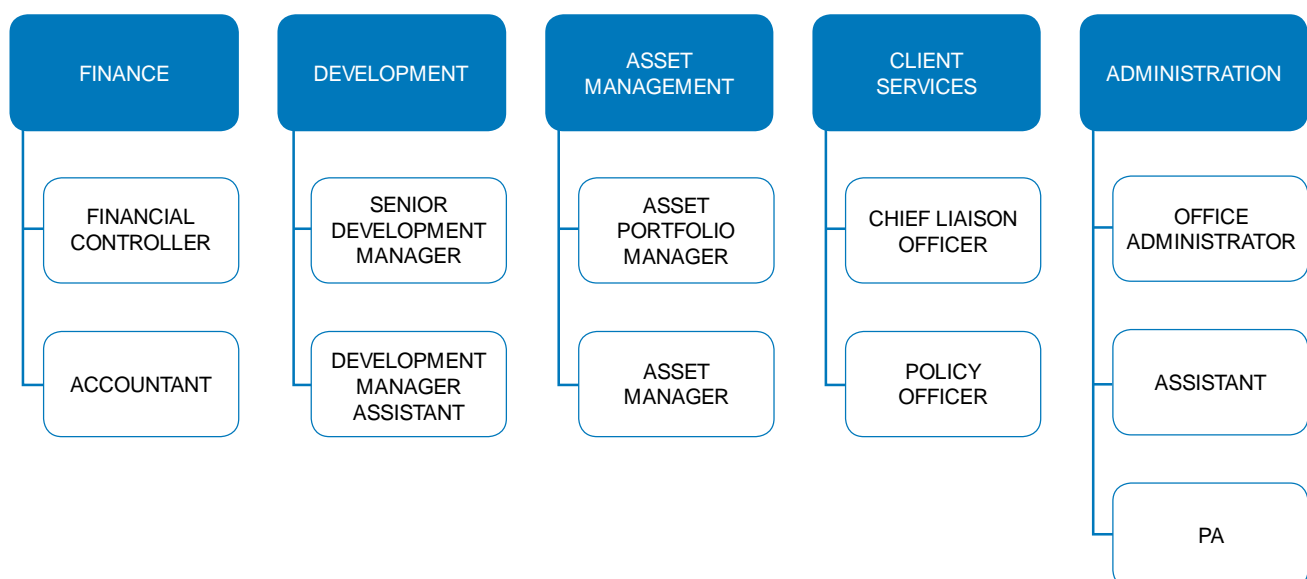 FINANCE
DEVELOPMENT
ASSET
MANAGEMENT
CLIENT
SERVICES
ADMINISTRATION
FINANCIAL
CONTROLLER
SENIOR
DEVELOPMENT
MANAGER
ASSET
PORTFOLIO
MANAGER
CHIEF LIAISON
OFFICER
OFFICE
ADMINISTRATOR
ACCOUNTANT
DEVELOPMENT
MANAGER
ASSISTANT
ASSET
MANAGER
POLICY
OFFICER
ASSISTANT
PA